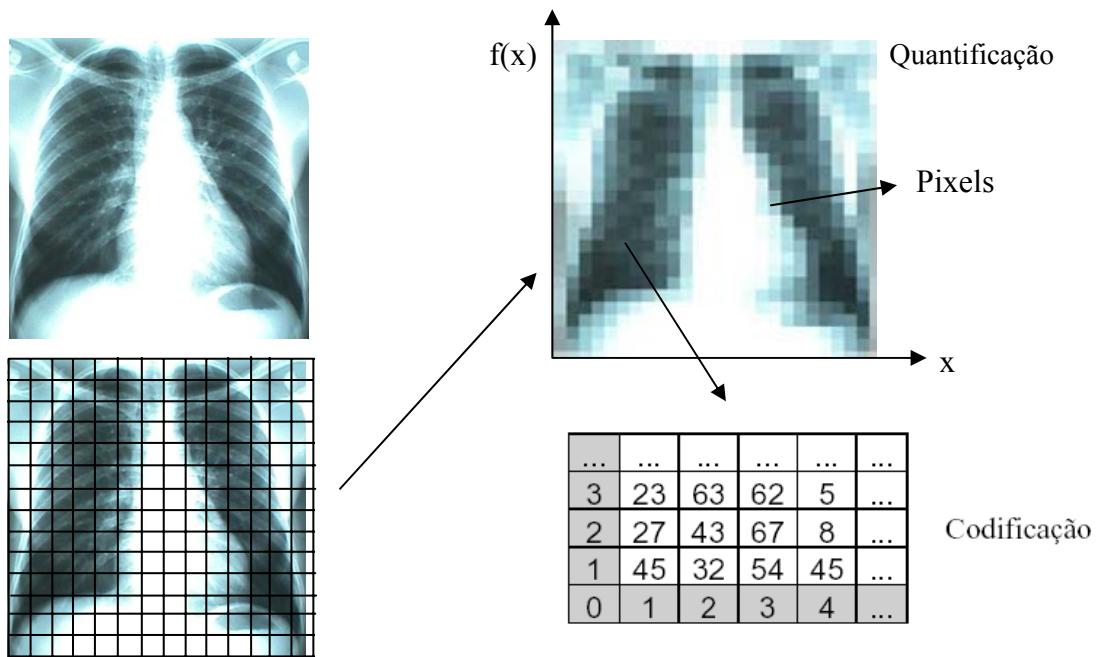 f(x)
Quantificação
Pixels
x
... ... ... ... ... ...
3 23 63 62 5 ...
2 27 43 67 8 ...
1 45 32 54 45 ...
0 1 2 3 4 ...
Codificação